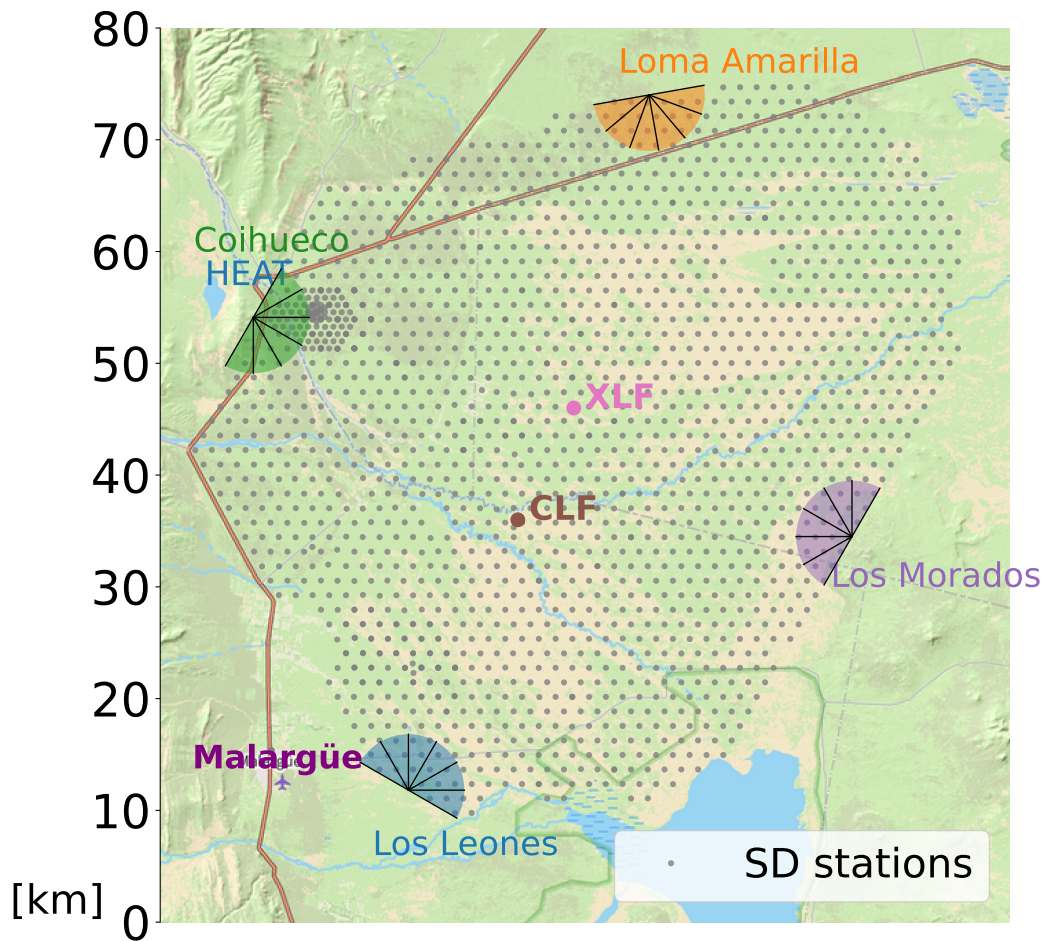 80
Loma Amarilla
70
60
Coihueco
HEAT
50
XLF
40
CLF
Los Morados
30
20
Malargüe
10
Los Leones
SD stations
[km]
0